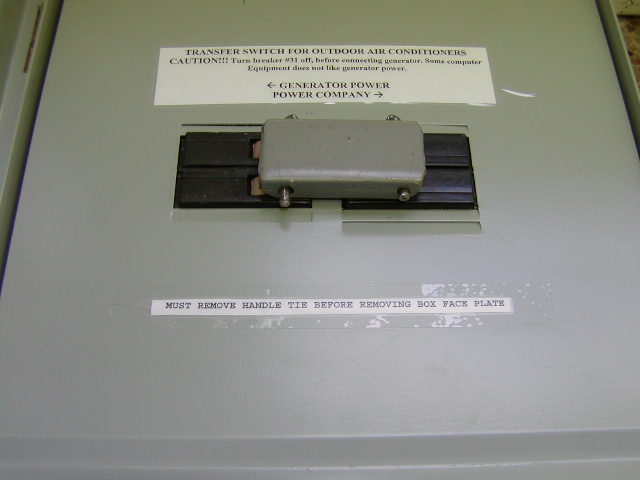 TRANSFER SWITCH FOR OUTDOOR AIR CONDITIONERS
CAUTION!!! Turn breaker #31 off, before connecting generator. Some computer
Equipment does not like generator power.
← GENERATOR POWER
POWER COMPANY →
MUST REMOVE HANDLE TIE BEFORE REMOVING BOX FACE PLATE